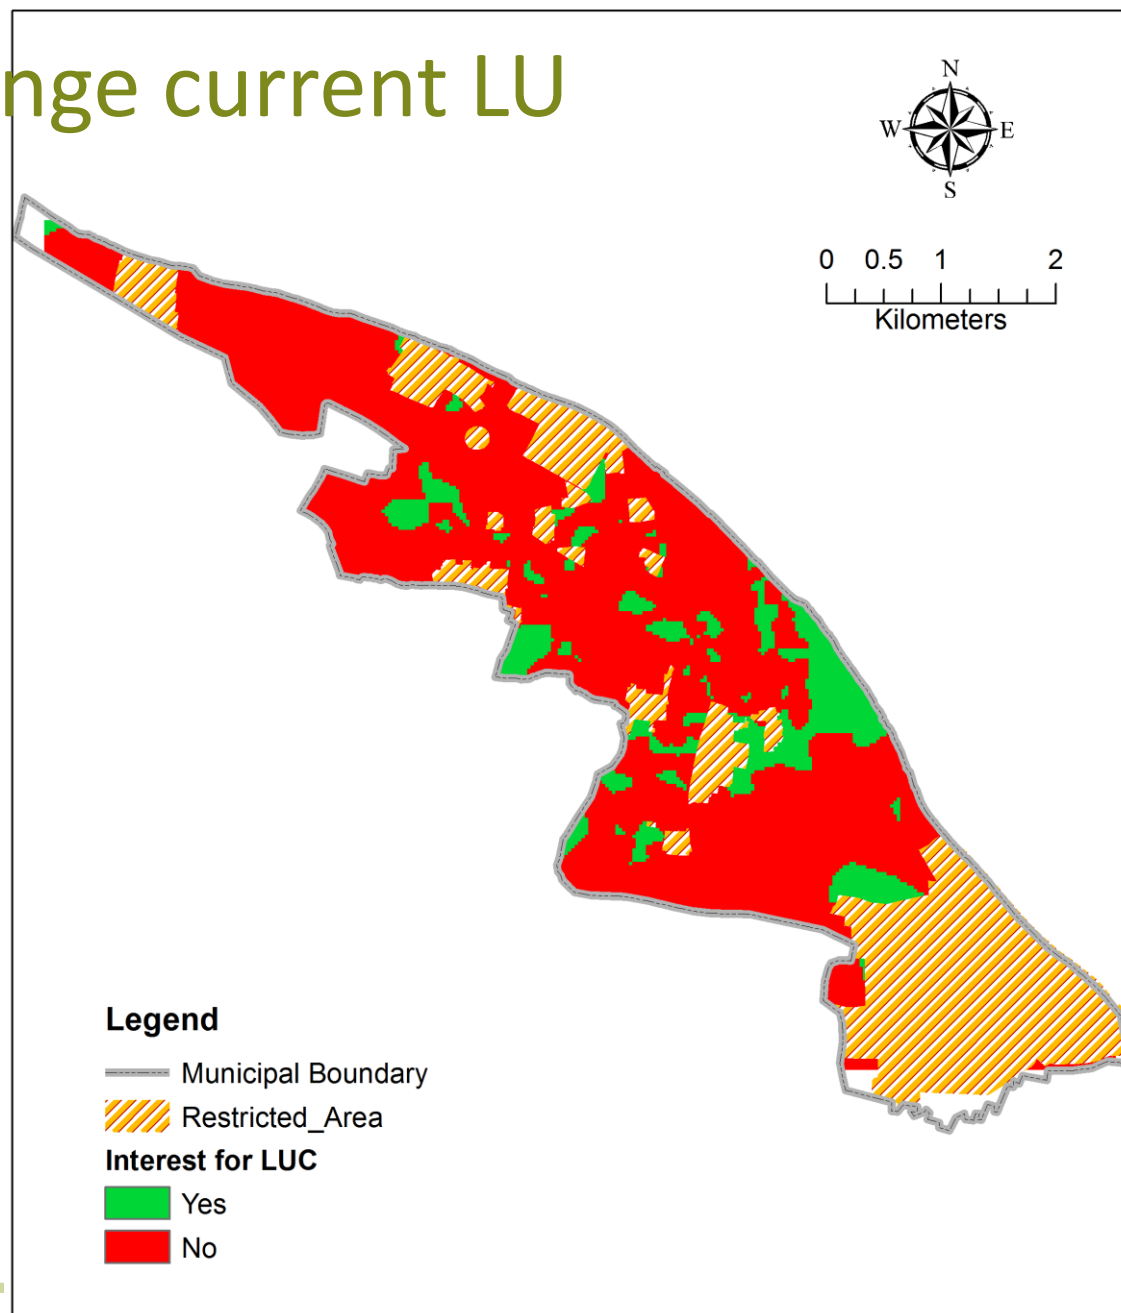 nge current LU
N
W E
S
0 0.5 1 2
Kilometers
Legend
Municipal Boundary
Restricted_Area
Interest for LUC
Yes
No